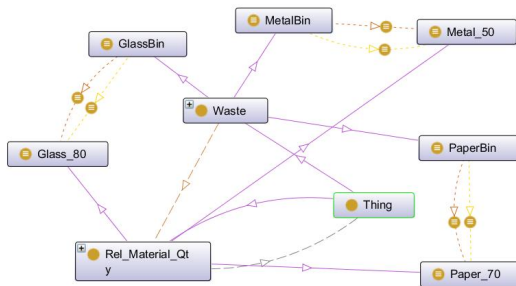 MetalBin
Metal_50
GlassBin
Waste
PaperBin
Glass_80
Thing
Rel_Material_Qt
y
Paper_70